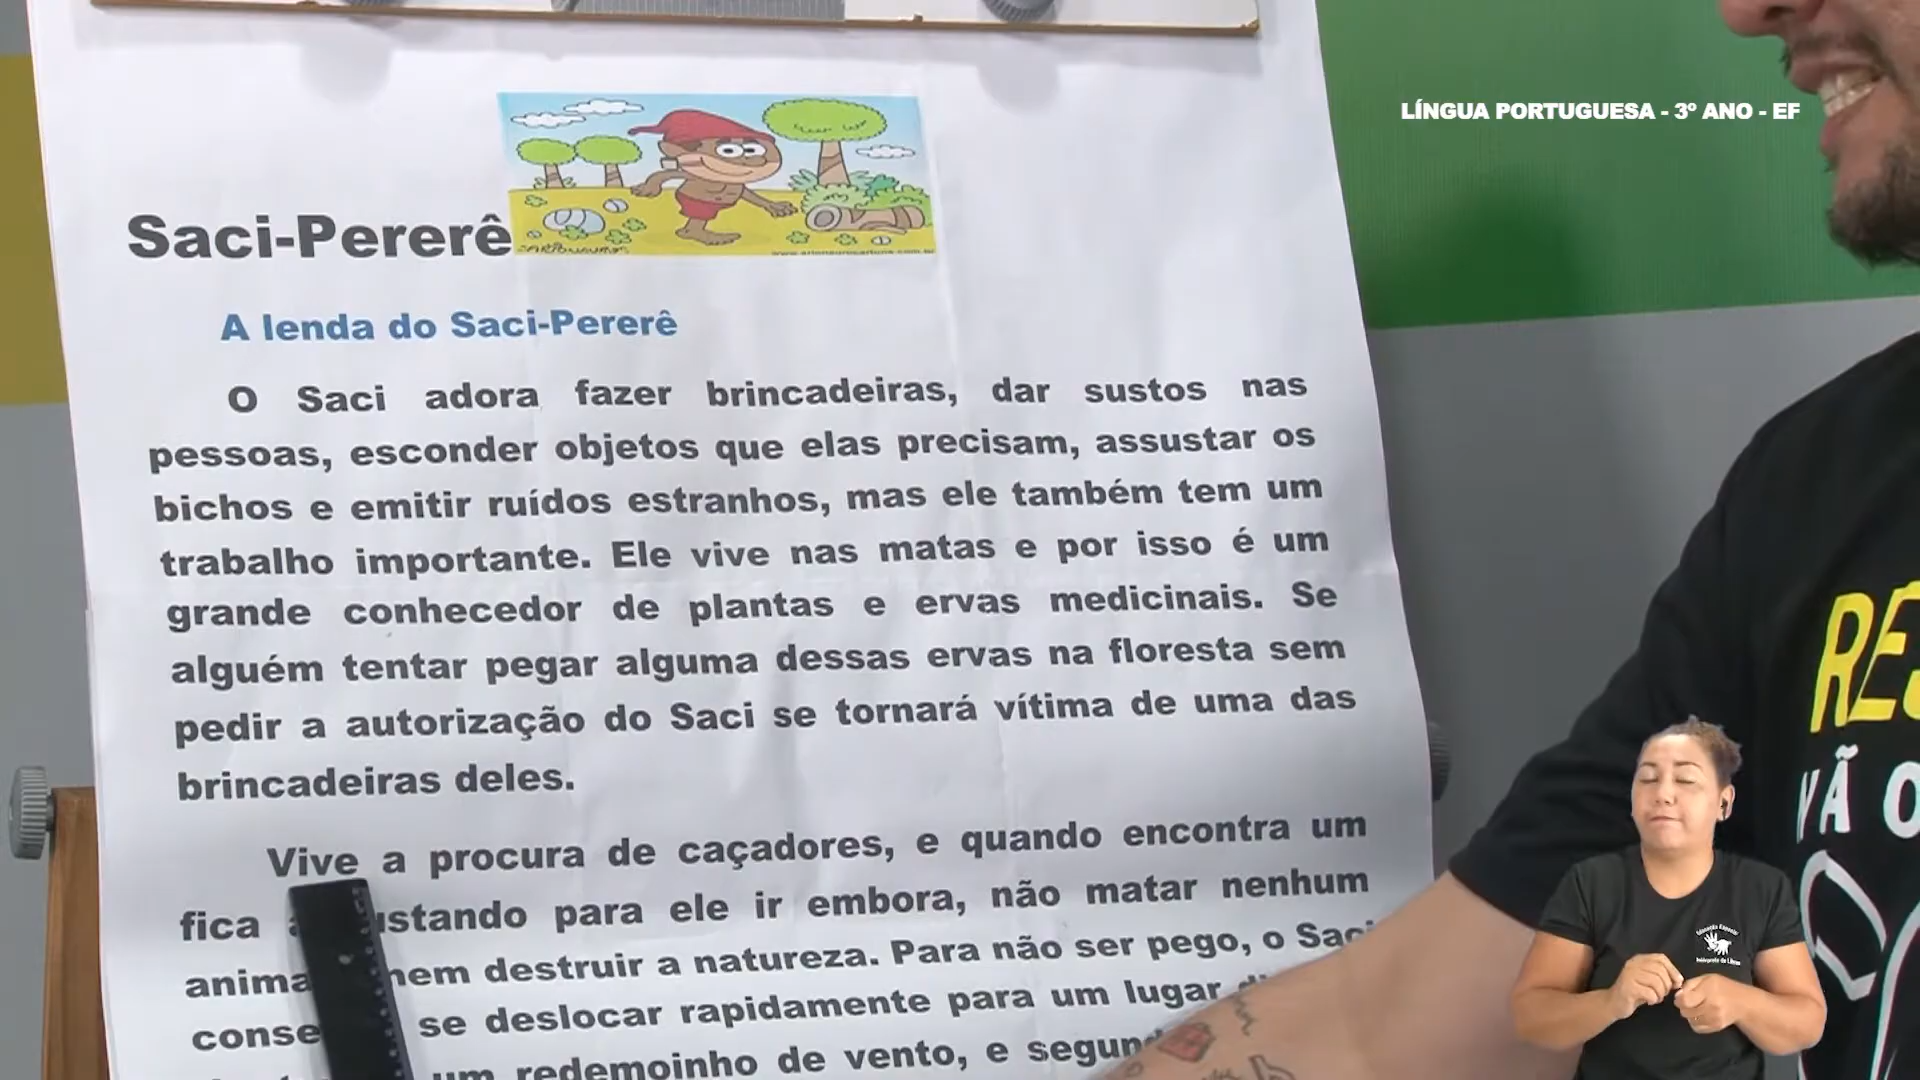 LÍNGUA PORTUGUESA - 3º ANO - EF
Saci-Pererê
A lenda do Saci-Pererê
O Saci adora fazer brincadeiras, dar sustos nas
pessoas, esconder objetos que elas precisam, assustar os
bichos e emitir ruídos estranhos, mas ele também tem um
trabalho importante. Ele vive nas matas e por isso é um
grande conhecedor de plantas e ervas medicinais. Se
alguém tentar pegar alguma dessas ervas na floresta sem
pedir a autorização do Saci se tornará vítima de uma das
brincadeiras deles.
Vive a procura de caçadores, e quando encontra um
fica ustando para ele ir embora, não matar nenhum
anima nem destruir a natureza. Para não ser pego, o Saci
conse se deslocar rapidamente para um lugar
um redemoinho de vento, e segun
RE
VÃO